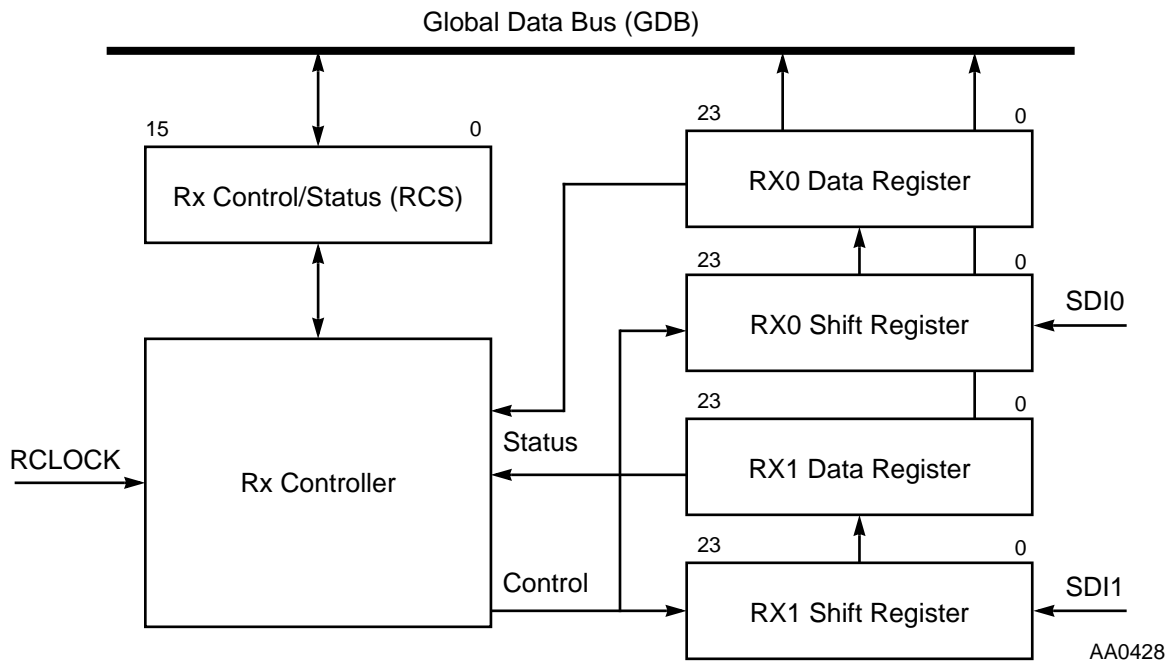 Global Data Bus (GDB)
15 0
Rx Control/Status (RCS)
23 0
RX0 Data Register
23 0
RX0 Shift Register
SDI0
23 0
RX1 Data Register
Status
RCLOCK
Rx Controller
Control
23 0
RX1 Shift Register
SDI1
AA0428